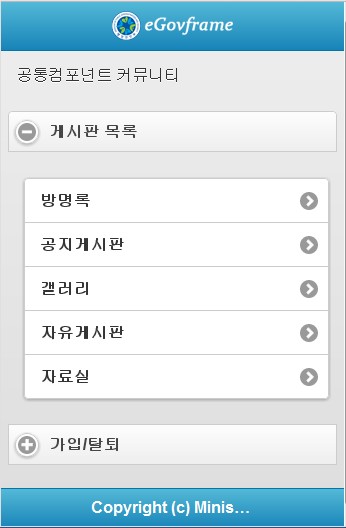 eGovframe
공통컴포넌트 커뮤니티
게시판 목록
방명록
공지게시판
갤러리
자유게시판
자료실
가입/탈퇴
Copyright (c) Minis...